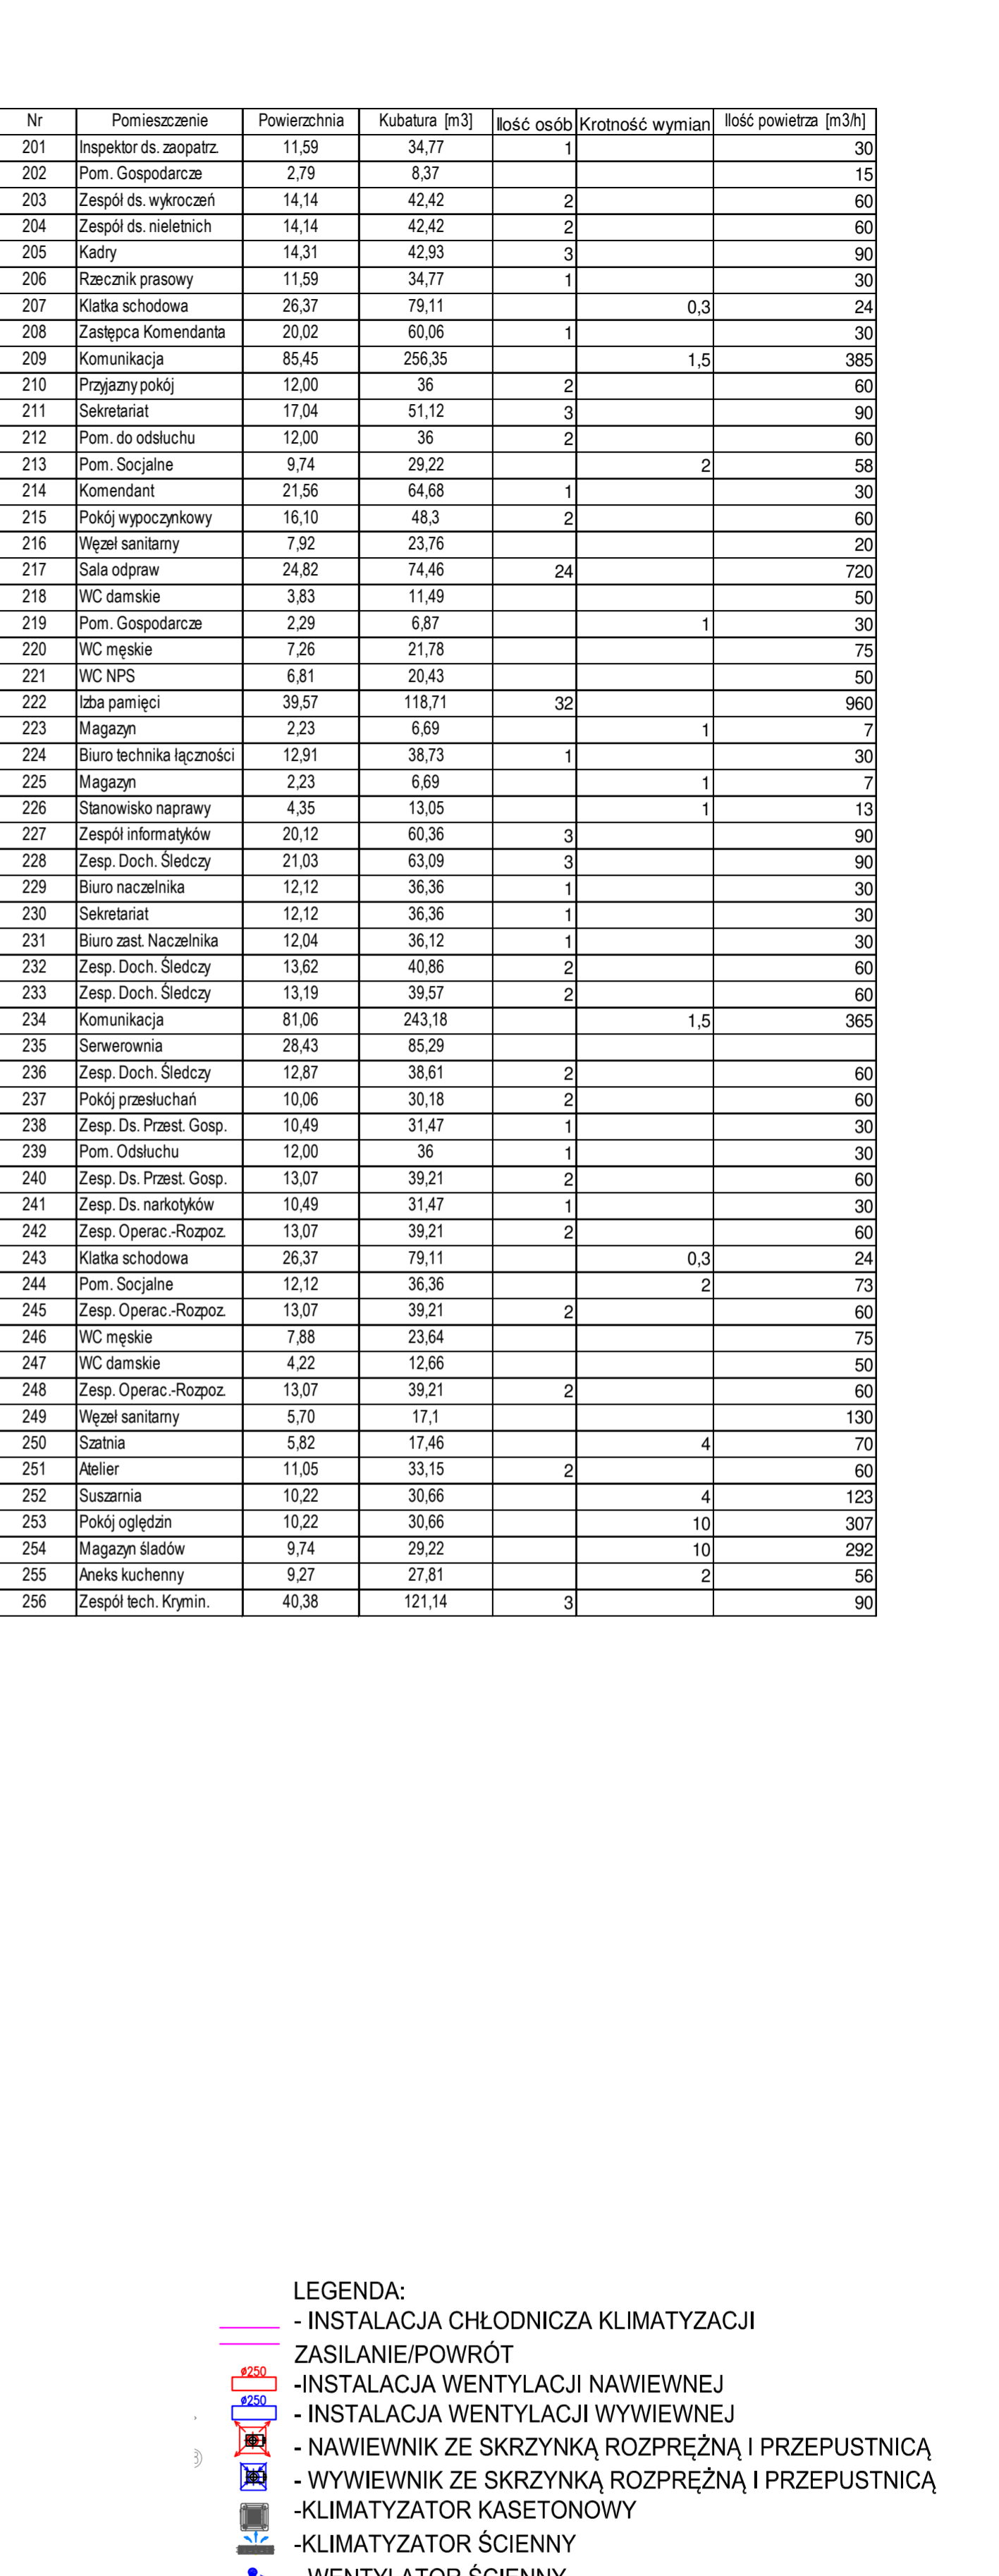 Nr Pomieszczenie Powierzchnia Kubatura [m3] Ilość osób Krotność wymian Ilość powietrza [m3/h]
201 Inspektor ds. zaopatrz. 11,59 34,77 1 30
202 Pom. Gospodarcze 2,79 8,37 15
203 Zespół ds. wykroczeń 14,14 42,42 2 60
204 Zespół ds. nieletnich 14,14 42,42 2 60
205 Kadry 14,31 42,93 3 90
206 Rzecznik prasowy 11,59 34,77 1 30
207 Klatka schodowa 26,37 79,11 0,3 24
208 Zastępca Komendanta 20,02 60,06 1 30
209 Komunikacja 85,45 256,35 1,5 385
210 Przyjazny pokój 12,00 36 2 60
211 Sekretariat 17,04 51,12 3 90
212 Pom. do odsłuchu 12,00 36 2 60
213 Pom. Socjalne 9,74 29,22 2 58
214 Komendant 21,56 64,68 1 30
215 Pokój wypoczynkowy 16,10 48,3 2 60
216 Węzeł sanitarny 7,92 23,76 20
217 Sala odpraw 24,82 74,46 24 720
218 WC damskie 3,83 11,49 50
219 Pom. Gospodarcze 2,29 6,87 1 30
220 WC męskie 7,26 21,78 75
221 WC NPS 6,81 20,43 50
222 Izba pamięci 39,57 118,71 32 960
223 Magazyn 2,23 6,69 1 7
224 Biuro technika łączności 12,91 38,73 1 30
225 Magazyn 2,23 6,69 1 7
226 Stanowisko naprawy 4,35 13,05 1 13
227 Zespół informatyków 20,12 60,36 3 90
228 Zesp. Doch. Śledczy 21,03 63,09 3 90
229 Biuro naczelnika 12,12 36,36 1 30
230 Sekretariat 12,12 36,36 1 30
231 Biuro zast. Naczelnika 12,04 36,12 1 30
232 Zesp. Doch. Śledczy 13,62 40,86 2 60
233 Zesp. Doch. Śledczy 13,19 39,57 2 60
234 Komunikacja 81,06 243,18 1,5 365
235 Serwerownia 28,43 85,29
236 Zesp. Doch. Śledczy 12,87 38,61 2 60
237 Pokój przesłuchań 10,06 30,18 2 60
238 Zesp. Ds. Przest. Gosp. 10,49 31,47 1 30
239 Pom. Odsłuchu 12,00 36 1 30
240 Zesp. Ds. Przest. Gosp. 13,07 39,21 2 60
241 Zesp. Ds. narkotyków 10,49 31,47 1 30
242 Zesp. Operac.-Rozpoz. 13,07 39,21 2 60
243 Klatka schodowa 26,37 79,11 0,3 24
244 Pom. Socjalne 12,12 36,36 2 73
245 Zesp. Operac.-Rozpoz. 13,07 39,21 2 60
246 WC męskie 7,88 23,64 75
247 WC damskie 4,22 12,66 50
248 Zesp. Operac.-Rozpoz. 13,07 39,21 2 60
249 Węzeł sanitarny 5,70 17,1 130
250 Szatnia 5,82 17,46 4 70
251 Atelier 11,05 33,15 2 60
252 Suszarnia 10,22 30,66 4 123
253 Pokój oględzin 10,22 30,66 10 307
254 Magazyn śladów 9,74 29,22 10 292
255 Aneks kuchenny 9,27 27,81 2 56
256 Zespół tech. Krymin. 40,38 121,14 3 90
LEGENDA:
- INSTALACJA CHŁODNICZA KLIMATYZACJI
ZASILANIE/POWRÓT
ø250 -INSTALACJA WENTYLACJI NAWIEWNEJ
ø250 - INSTALACJA WENTYLACJI WYWIEWNEJ
- NAWIEWNIK ZE SKRZYNKĄ ROZPRĘŻNĄ I PRZEPUSTNICĄ
- WYWIEWNIK ZE SKRZYNKĄ ROZPRĘŻNĄ I PRZEPUSTNICĄ
-KLIMATYZATOR KASETONOWY
-KLIMATYZATOR ŚCIENNY
- WENTYLATOR ŚCIENNY